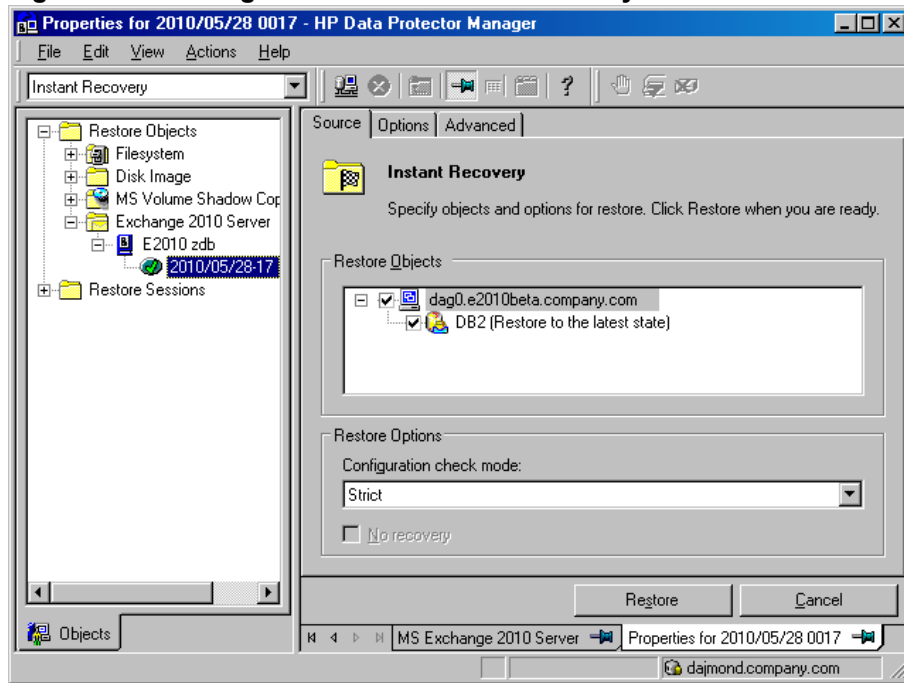 Properties for 2010/05/28 0017 - HP Data Protector Manager
File Edit View Actions Help
Instant Recovery
Restore Objects
Filesystem
Disk Image
MS Volume Shadow Cop
Exchange 2010 Server
E2010 zdb
2010/05/28-17
Restore Sessions
Objects
Source Options Advanced
Instant Recovery
Specify objects and options for restore. Click Restore when you are ready.
Restore Objects
dag0.e2010beta.company.com
DB2 (Restore to the latest state)
Restore Options
Configuration check mode:
Strict
No recovery
Restore Cancel
MS Exchange 2010 Server Properties for 2010/05/28 0017
dajmond.company.com